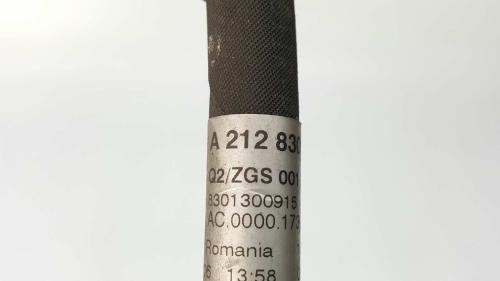 A 212 830
Q2/ZGS 001
8301300915
AC.0000.173
Romania
13:58